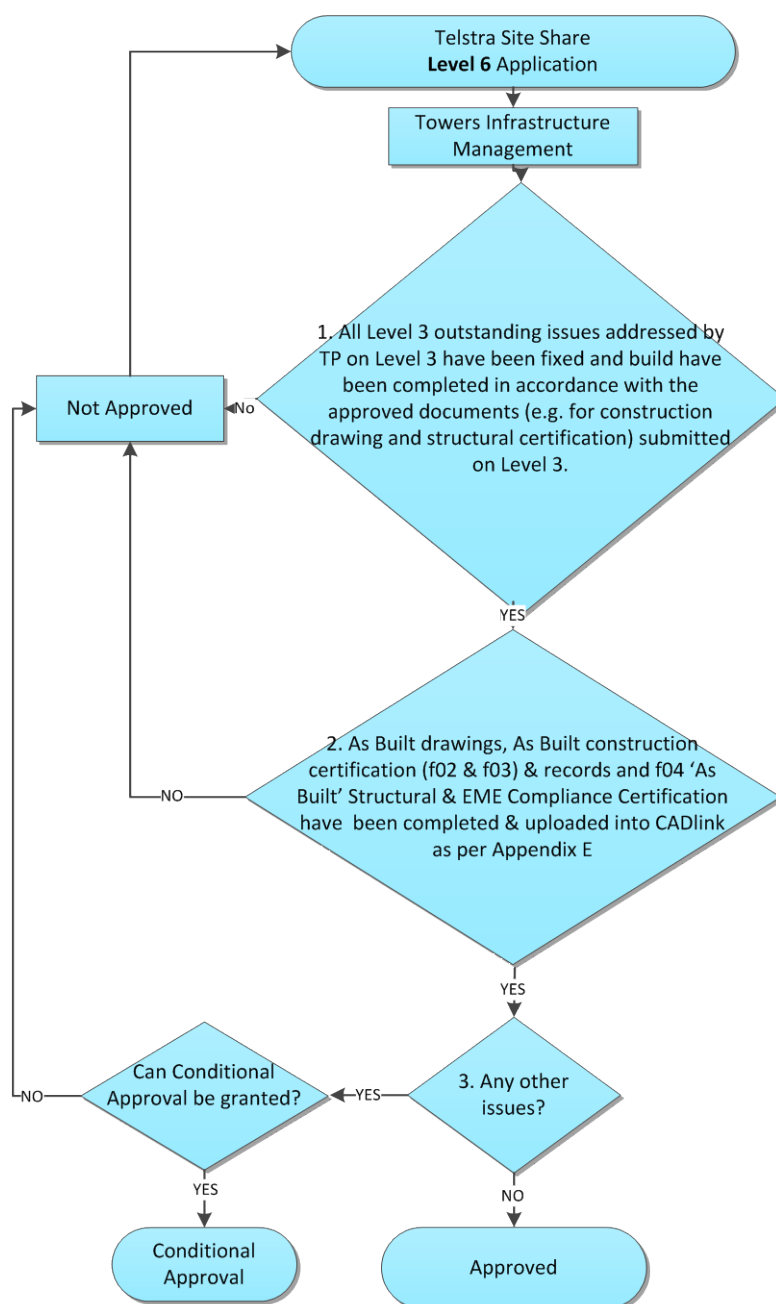 Telstra Site Share
Level 6 Application
Towers Infrastructure
Management
1. All Level 3 outstanding issues addressed by
TP on Level 3 have been fixed and build have
been completed in accordance with the
approved documents (e.g. for construction
drawing and structural certification) submitted
on Level 3.
No
Not Approved
YES
2. As Built drawings, As Built construction
certification (f02 & f03) & records and f04 ‘As
Built’ Structural & EME Compliance Certification
have been completed & uploaded into CADlink
as per Appendix E
NO
YES
3. Any other
issues?
YES
Can Conditional
Approval be granted?
NO
YES
NO
Conditional
Approval
Approved